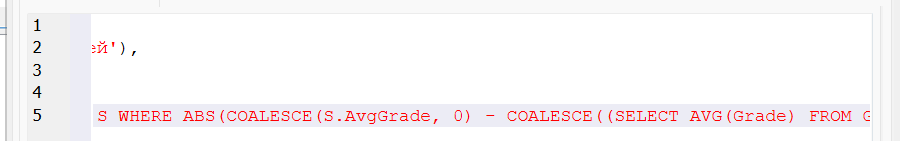 1
2 ей'),
3
4
5 S WHERE ABS(COALESCE(S.AvgGrade, 0) - COALESCE((SELECT AVG(Grade) FROM G